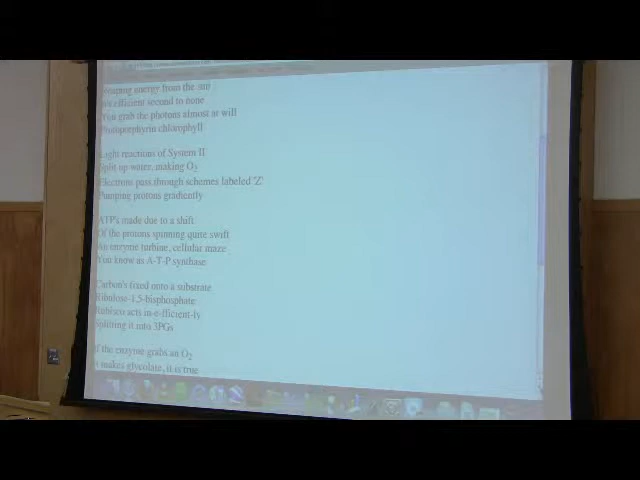 Reaping energy from the sun
It's efficient second to none
You grab the photons almost at will
Protoporphyrin chlorophyll
Light reactions of System II
Split up water, making O2
Electrons pass through schemes labeled 'Z'
Pumping protons gradiently
ATP's made due to a shift
Of the protons spinning quite swift
An enzyme turbine, cellular maze
You know as A-T-P synthase
Carbon's fixed onto a substrate
Ribulose-1,5-bisphosphate
Rubisco acts in-e-fficient-ly
Splitting it into 3PGs
If the enzyme grabs an O2
It makes glycolate, it is true